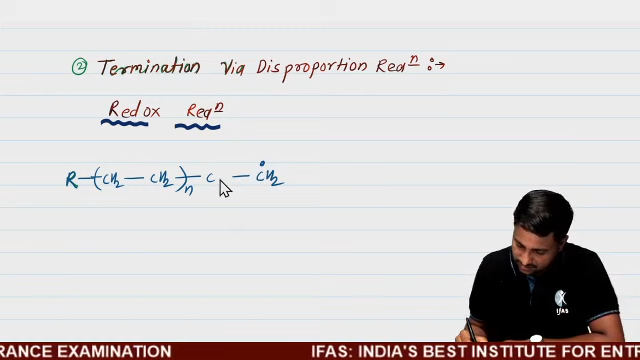 ② Termination via Disproportion Reaⁿ :→
Redox Reaⁿ
R—(CH₂—CH₂)ₙ—C —ĊH₂
iFAS
RANCE EXAMINATION IFAS: INDIA'S BEST INSTITUTE FOR ENT